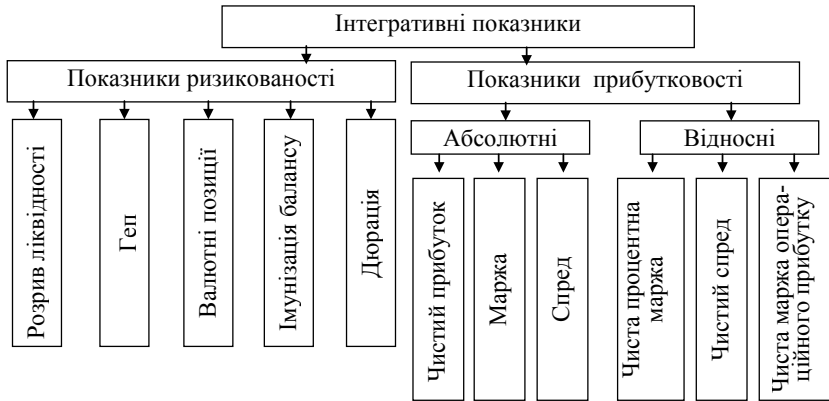 Інтегративні показники
Показники ризикованості
Показники прибутковості
Абсолютні
Відносні
Розрив ліквідності
Геп
Валютні позиції
Імунізація балансу
Дюрація
Чистий прибуток
Маржа
Спред
Чиста процентна
маржа
Чистий спред
Чиста маржа опера-
ційного прибутку